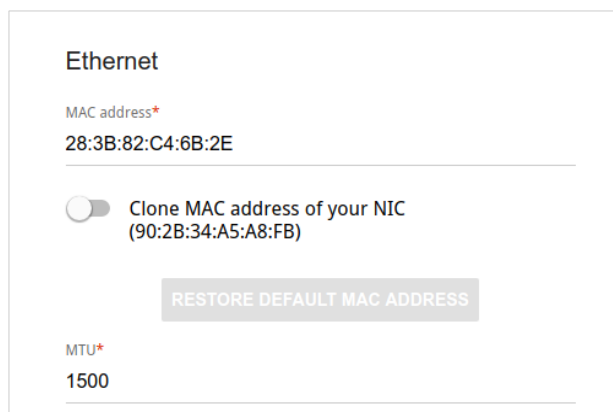 Ethernet
MAC address*
28:3B:82:C4:6B:2E
Clone MAC address of your NIC
(90:2B:34:A5:A8:FB)
RESTORE DEFAULT MAC ADDRESS
MTU*
1500